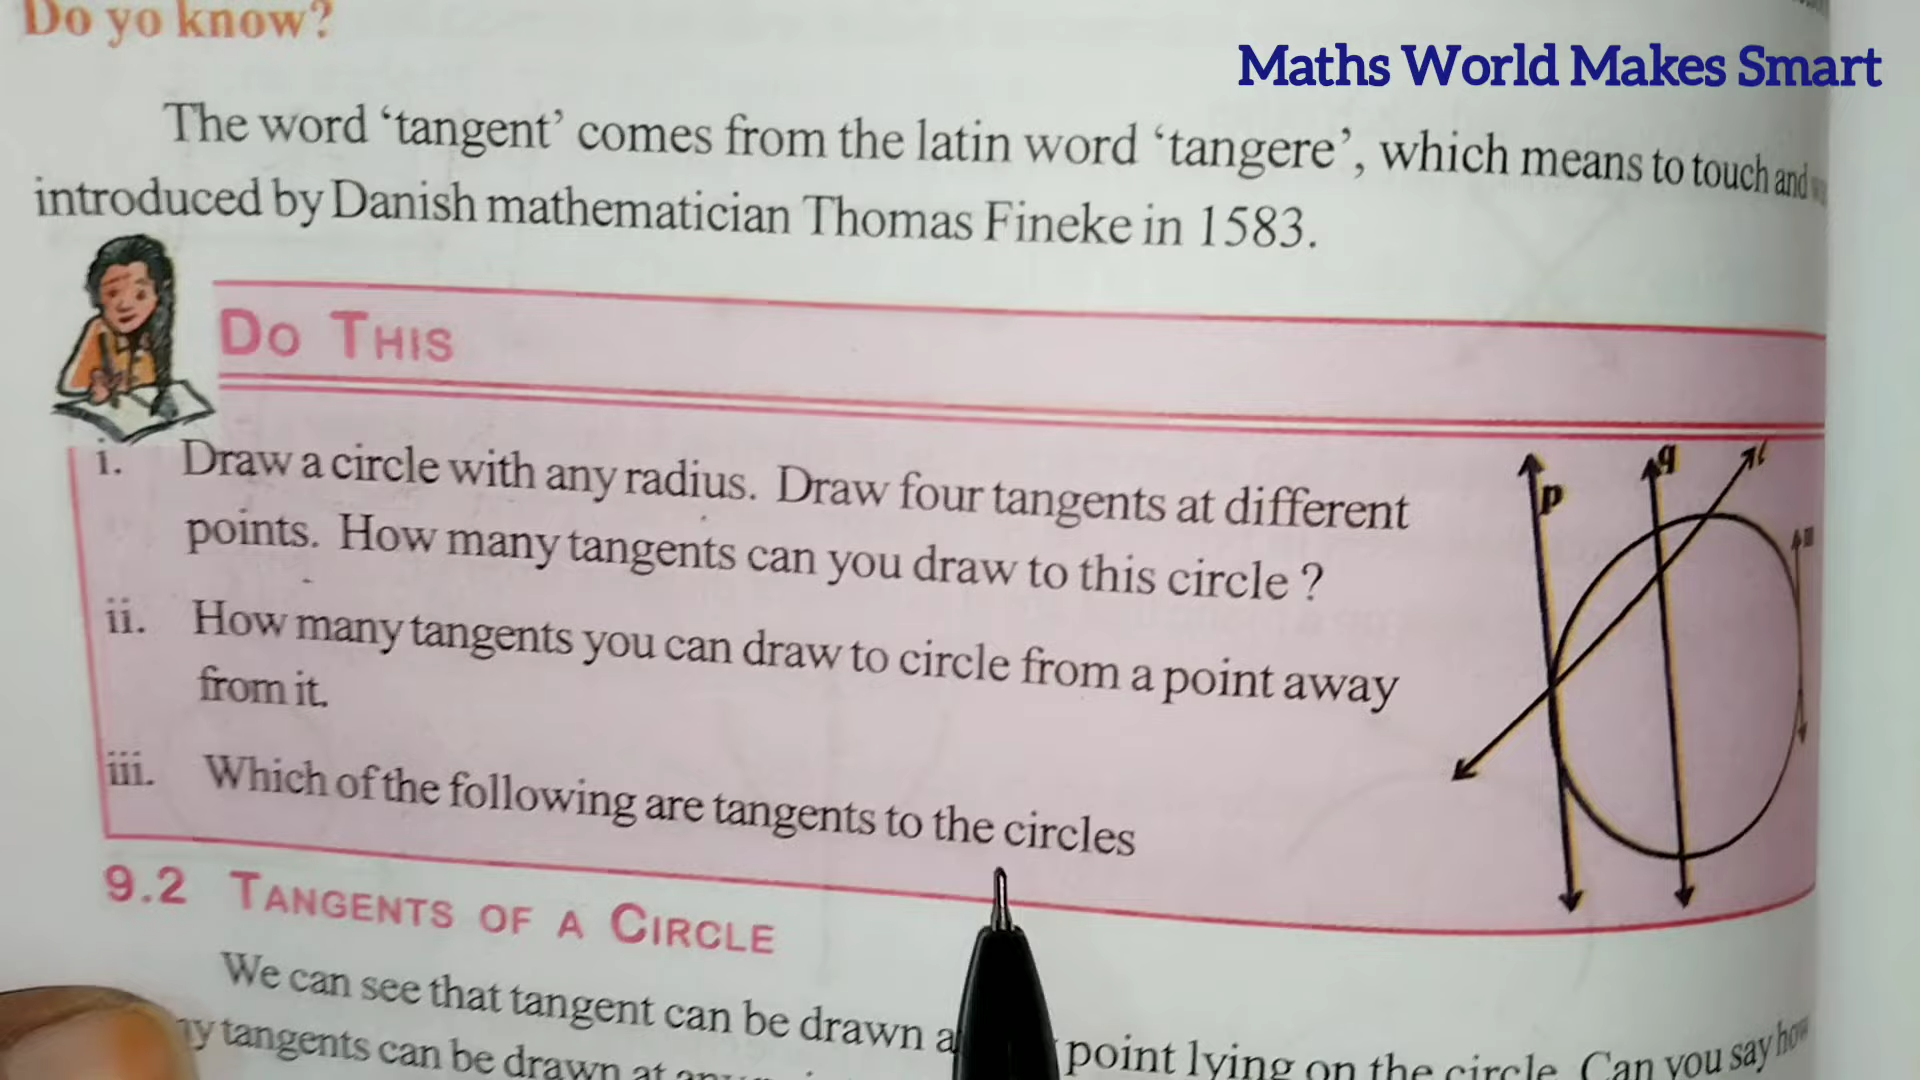 Do yo know?
Maths World Makes Smart
The word ‘tangent’ comes from the latin word ‘tangere’, which means to touch and
introduced by Danish mathematician Thomas Fineke in 1583.
DO THIS
i. Draw a circle with any radius. Draw four tangents at different
points. How many tangents can you draw to this circle ?
ii. How many tangents you can draw to circle from a point away
from it.
iii. Which of the following are tangents to the circles
p
q
l
m
9.2 TANGENTS OF A CIRCLE
We can see that tangent can be drawn a point lying on the circle. Can you say how
tangents can be drawn at